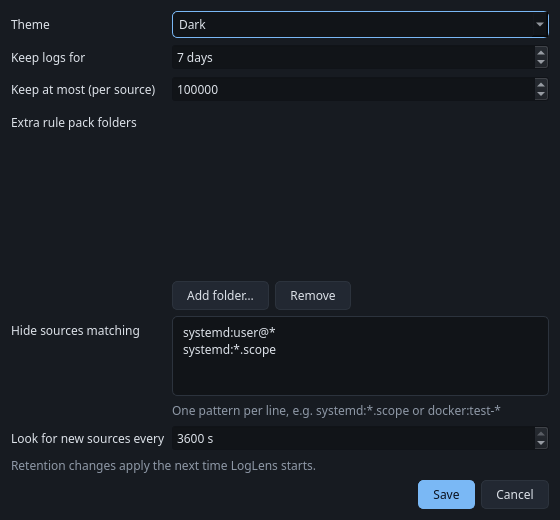 Theme Dark
Keep logs for 7 days
Keep at most (per source) 100000
Extra rule pack folders
Add folder... Remove
Hide sources matching systemd:user@*
systemd:*.scope
One pattern per line, e.g. systemd:*.scope or docker:test-*
Look for new sources every 3600 s
Retention changes apply the next time LogLens starts.
Save Cancel